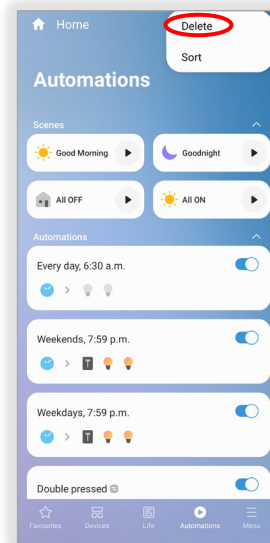 Home
Delete
Sort
Automations
Scenes
Good Morning
Goodnight
All OFF
All ON
Automations
Every day, 6:30 a.m.
Weekends, 7:59 p.m.
Weekdays, 7:59 p.m.
Double pressed
Favourites Devices Life Automations Menu